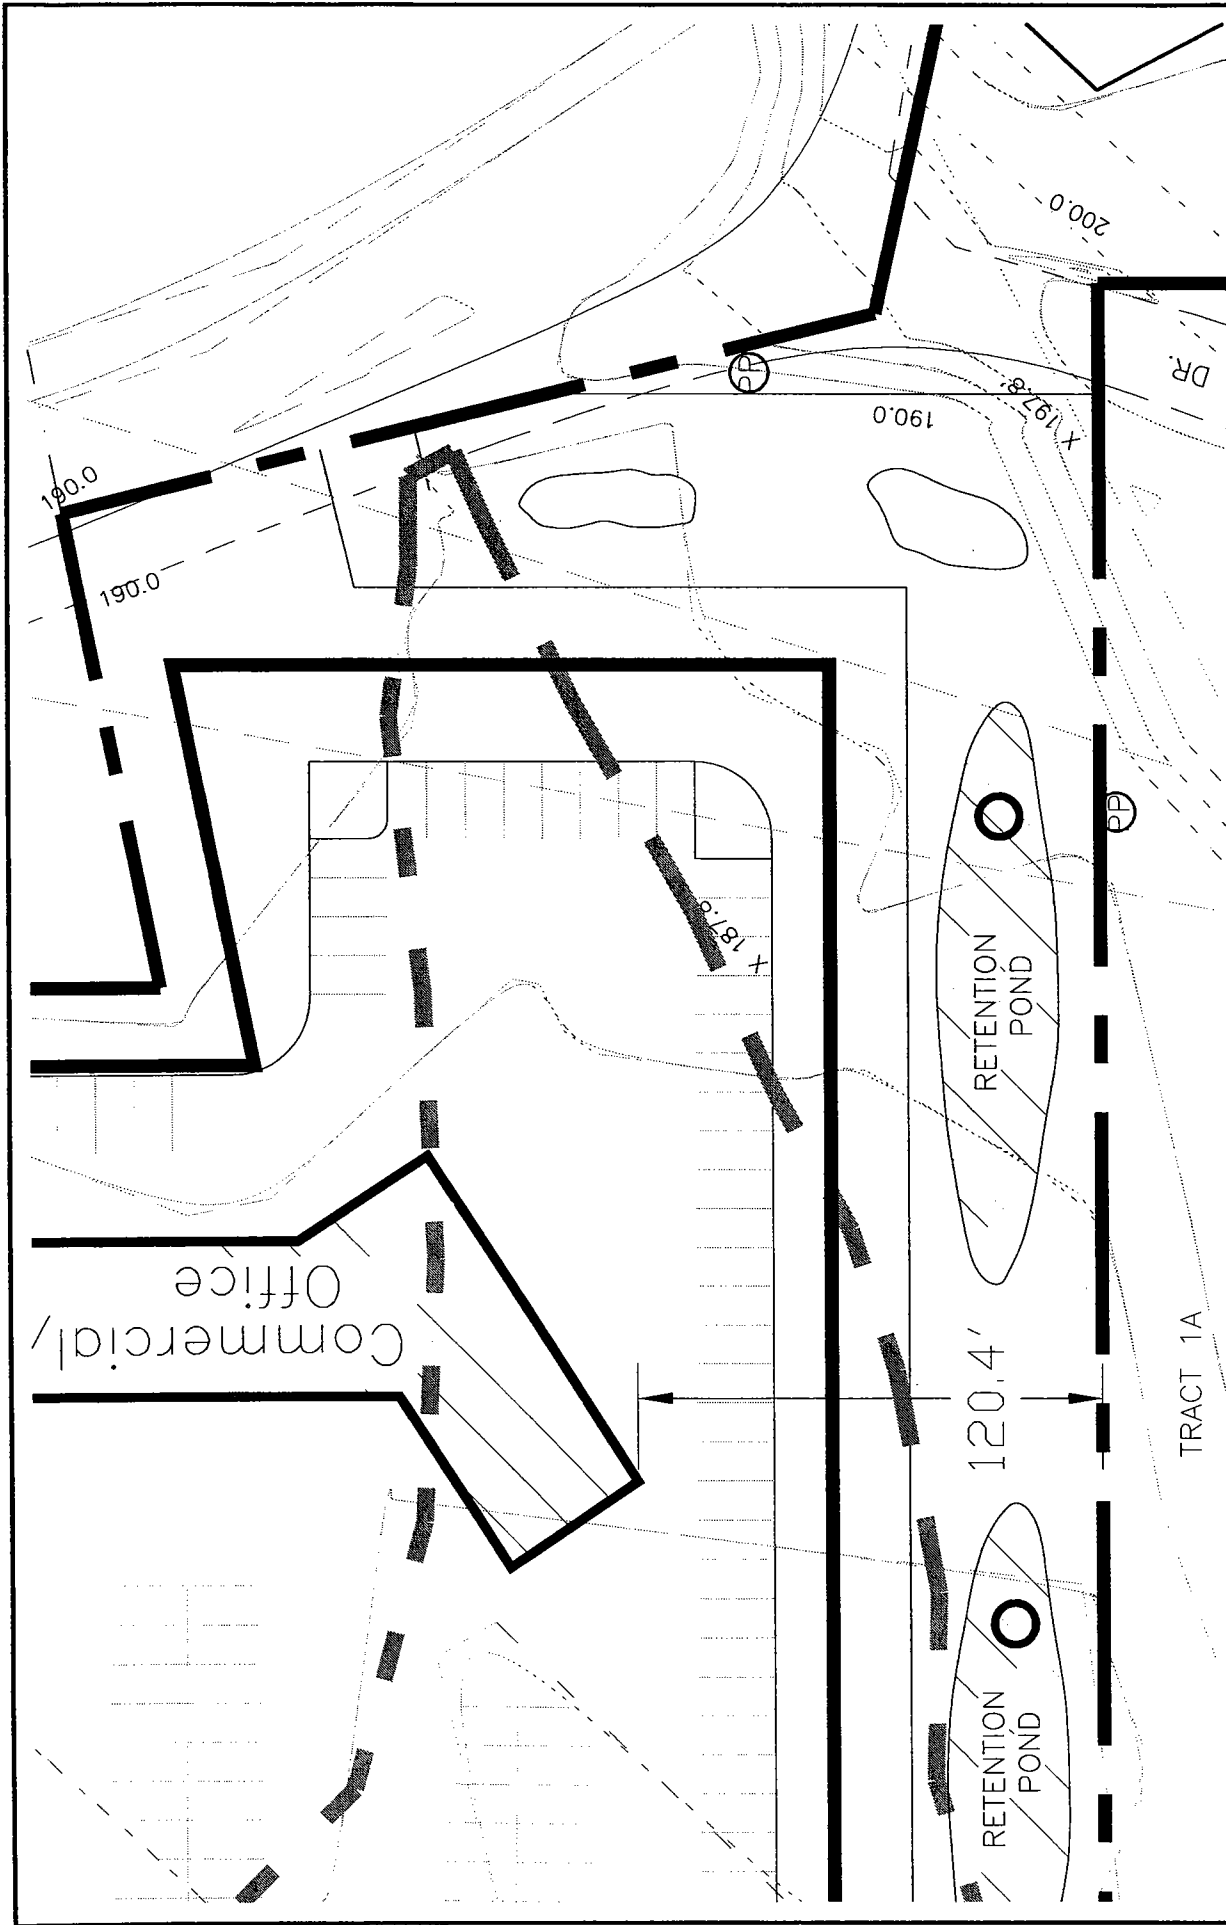 200.0
190.0
DR.
PP
X 197.8'
190.0
190.0
PP
X 187.8
RETENTION
POND
Commercial,
Office
120.4'
TRACT 1A
RETENTION
POND